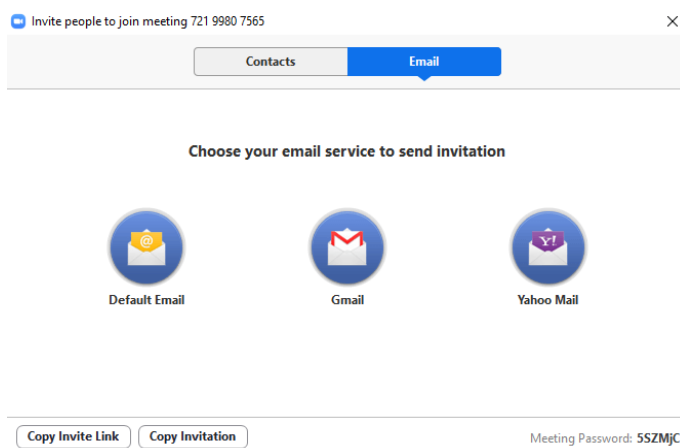 Invite people to join meeting 721 9980 7565
Contacts Email
Choose your email service to send invitation
@ Y!
Default Email Gmail Yahoo Mail
Copy Invite Link Copy Invitation Meeting Password: 5SZMjC